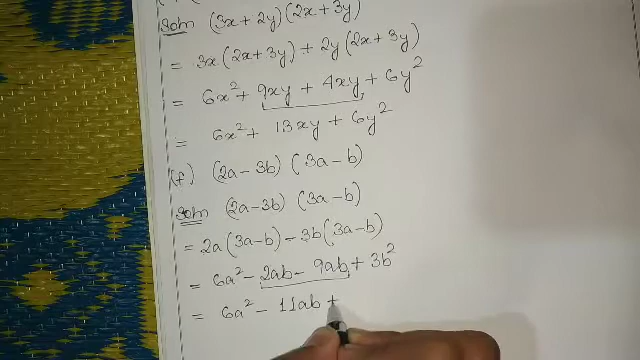 Soln (3x + 2y) (2x + 3y)
= 3x (2x + 3y) + 2y (2x + 3y)
= 6x² + 9xy + 4xy + 6y²
= 6x² + 13xy + 6y²
(f) (2a - 3b) (3a - b)
Soln (2a - 3b) (3a - b)
= 2a (3a - b) - 3b (3a - b)
= 6a² - 2ab - 9ab + 3b²
= 6a² - 11ab +